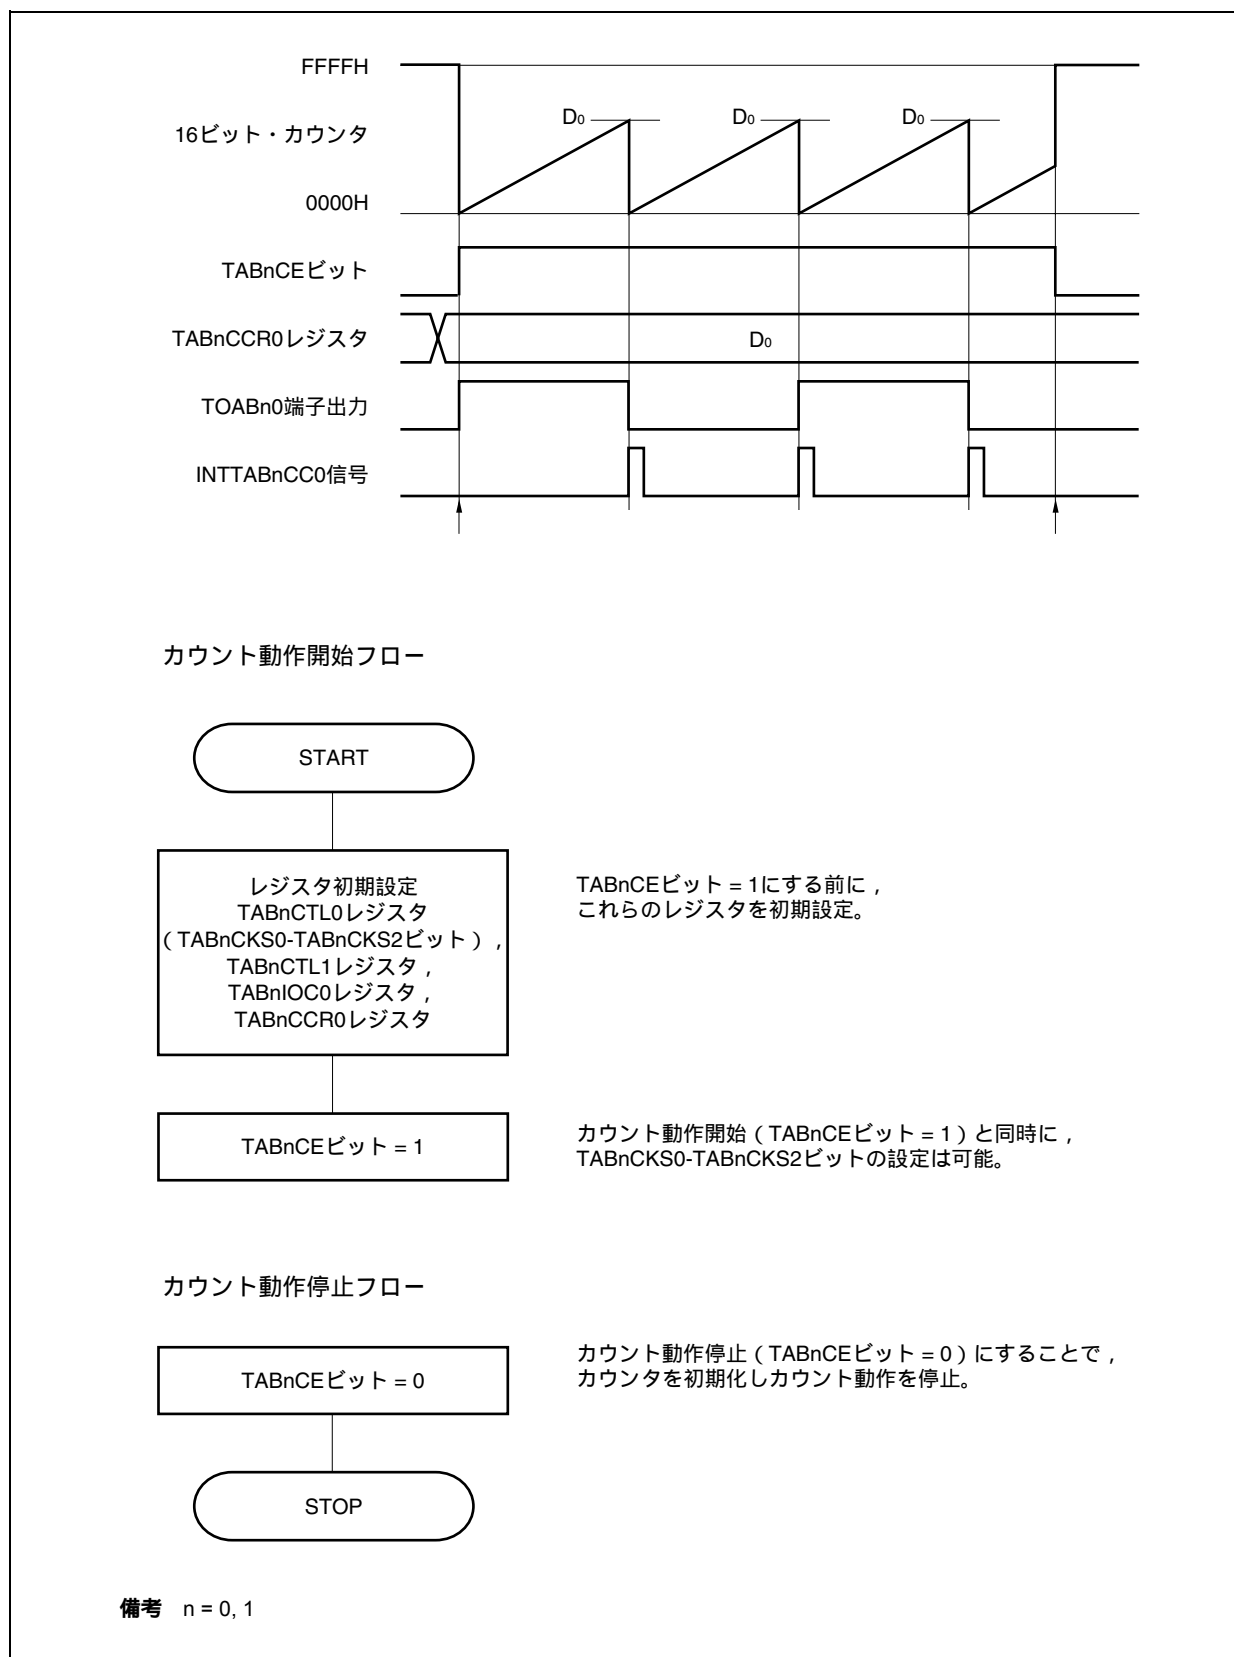 FFFFH
D0 D0 D0
16ビット・カウンタ
0000H
TABnCEビット
TABnCCR0レジスタ D0
TOABn0端子出力
INTTABnCC0信号
カウント動作開始フロー
START
レジスタ初期設定
TABnCTL0レジスタ
（TABnCKS0-TABnCKS2ビット），
TABnCTL1レジスタ，
TABnIOC0レジスタ，
TABnCCR0レジスタ
TABnCEビット = 1にする前に，
これらのレジスタを初期設定。
TABnCEビット = 1
カウント動作開始（TABnCEビット = 1）と同時に，
TABnCKS0-TABnCKS2ビットの設定は可能。
カウント動作停止フロー
TABnCEビット = 0
カウント動作停止（TABnCEビット = 0）にすることで，
カウンタを初期化しカウント動作を停止。
STOP
備考 n = 0, 1